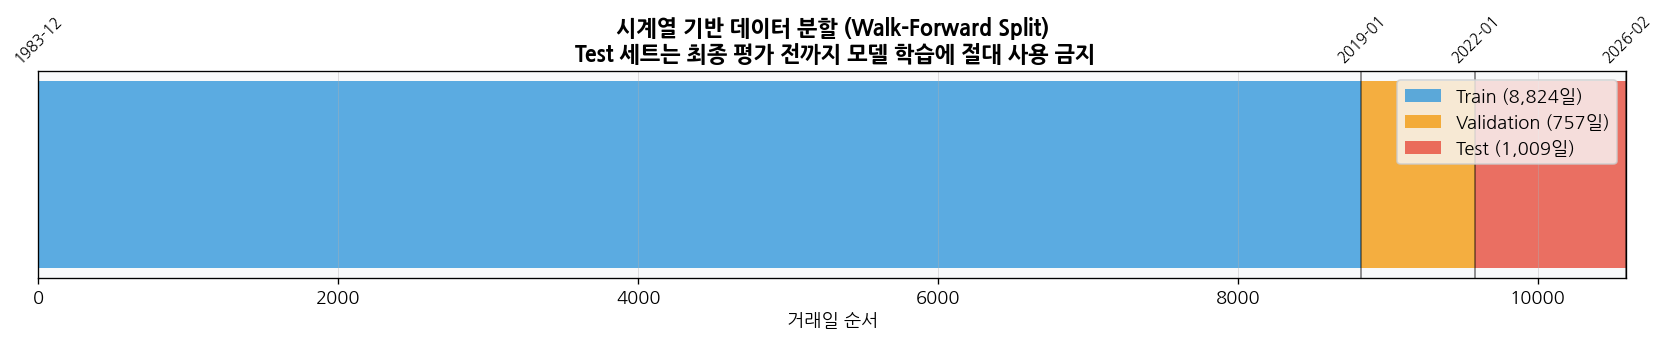 시계열 기반 데이터 분할 (Walk-Forward Split)
Test 세트는 최종 평가 전까지 모델 학습에 절대 사용 금지
1983-12
2019-01
2022-01
2026-02
Train (8,824일)
Validation (757일)
Test (1,009일)
0
2000
4000
6000
8000
10000
거래일 순서